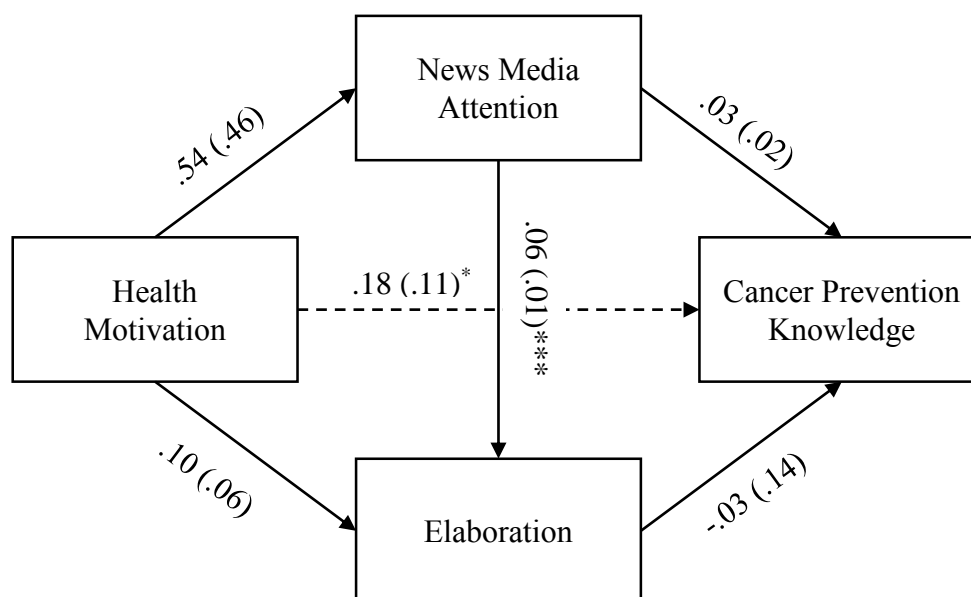 News Media
Attention
.54 (.46)
.03 (.02)
Health
Motivation
.18 (.11)*
.06 (.01)***
Cancer Prevention
Knowledge
.10 (.06)
Elaboration
-.03 (.14)